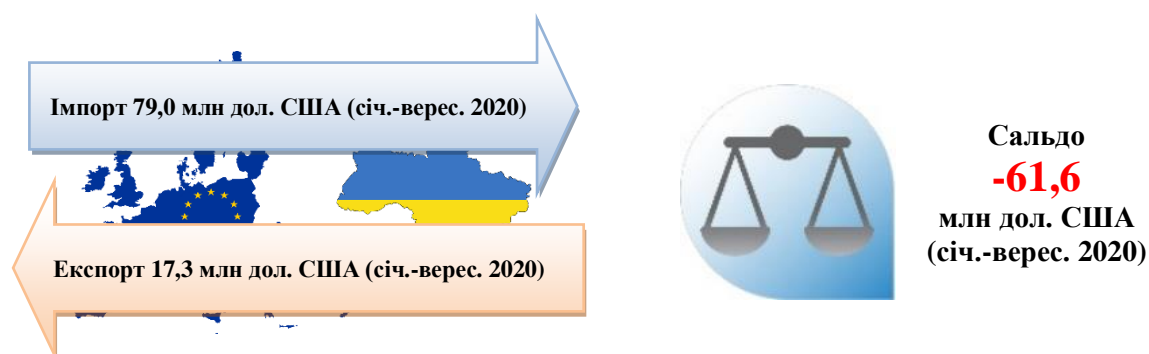 Імпорт 79,0 млн дол. США (січ.-верес. 2020)
Експорт 17,3 млн дол. США (січ.-верес. 2020)
Сальдо
-61,6
млн дол. США
(січ.-верес. 2020)